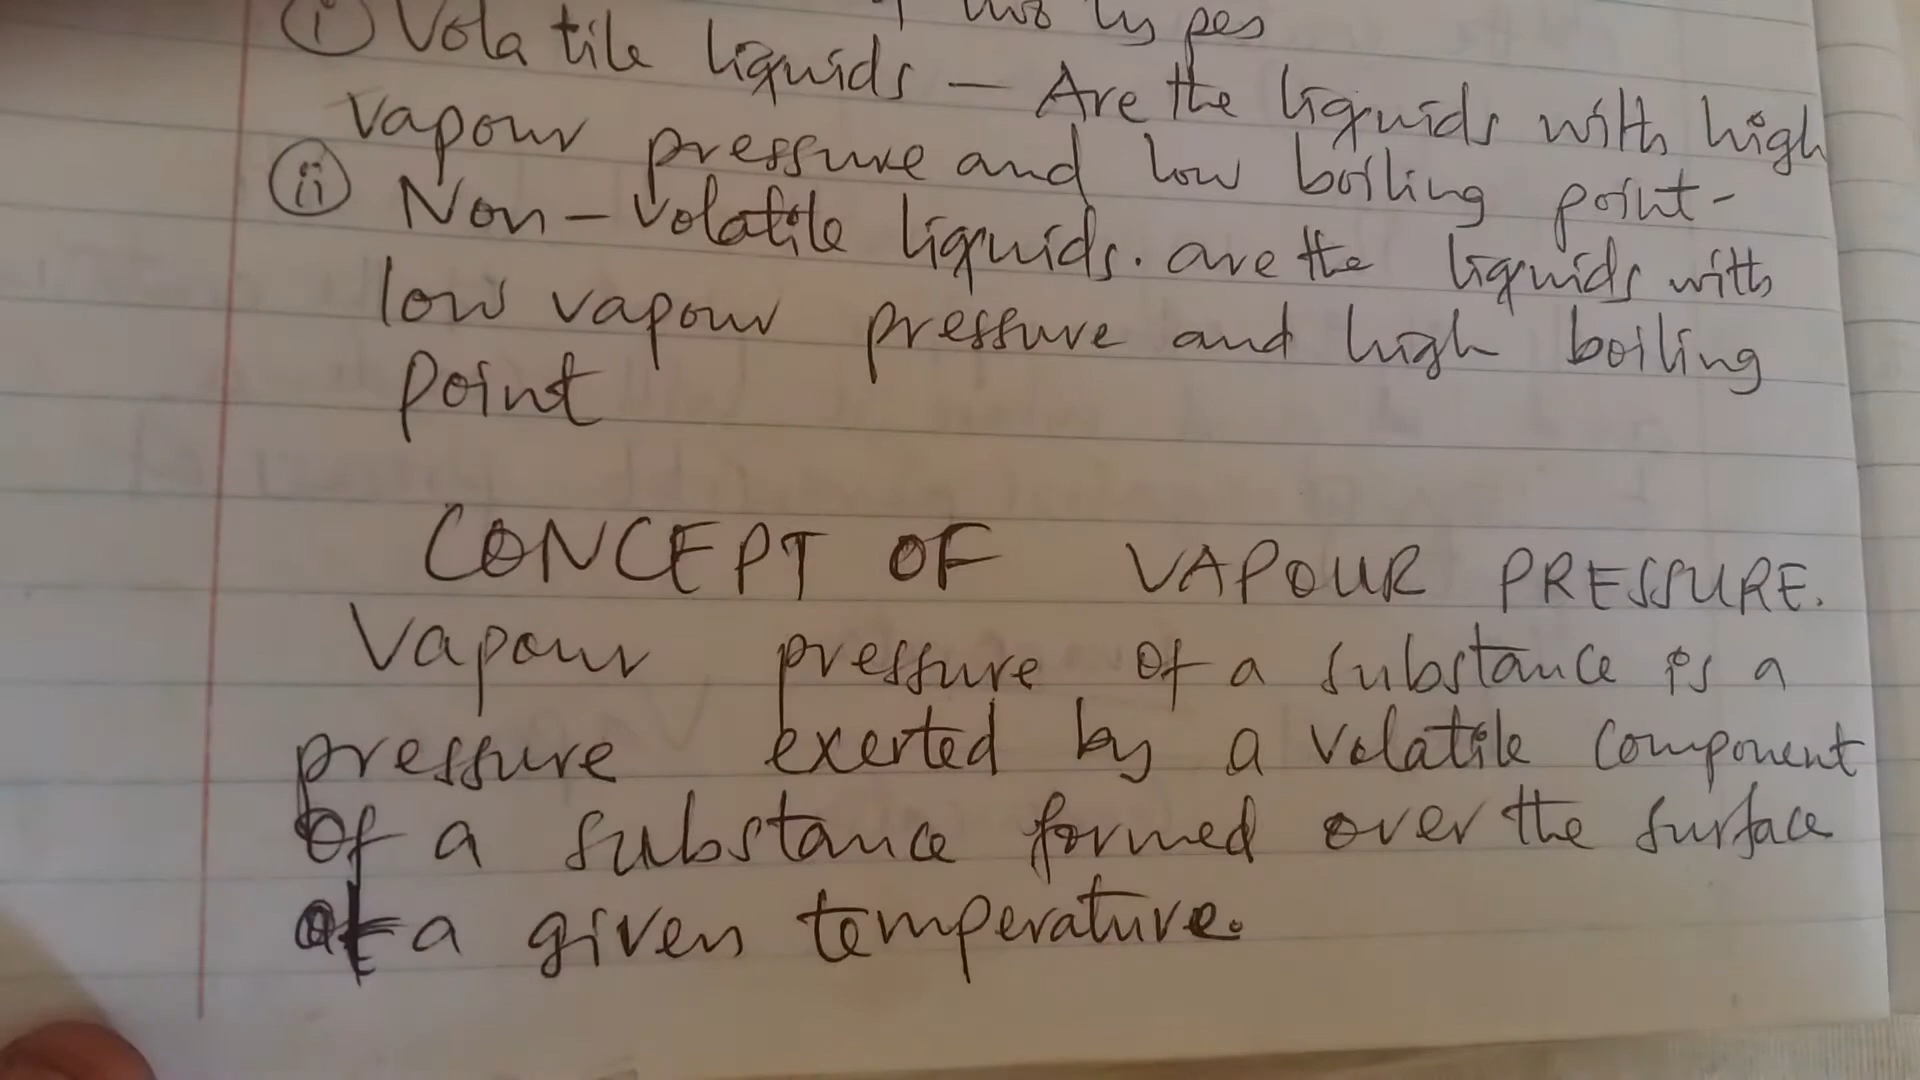 two types
(i) Volatile liquids - Are the liquids with high
vapour pressure and low boiling point-
(ii) Non-volatile liquids. are the liquids with
low vapour pressure and high boiling
point
CONCEPT OF VAPOUR PRESSURE.
Vapour pressure of a substance is a
pressure exerted by a volatile component
of a substance formed over the surface
at a given temperature.